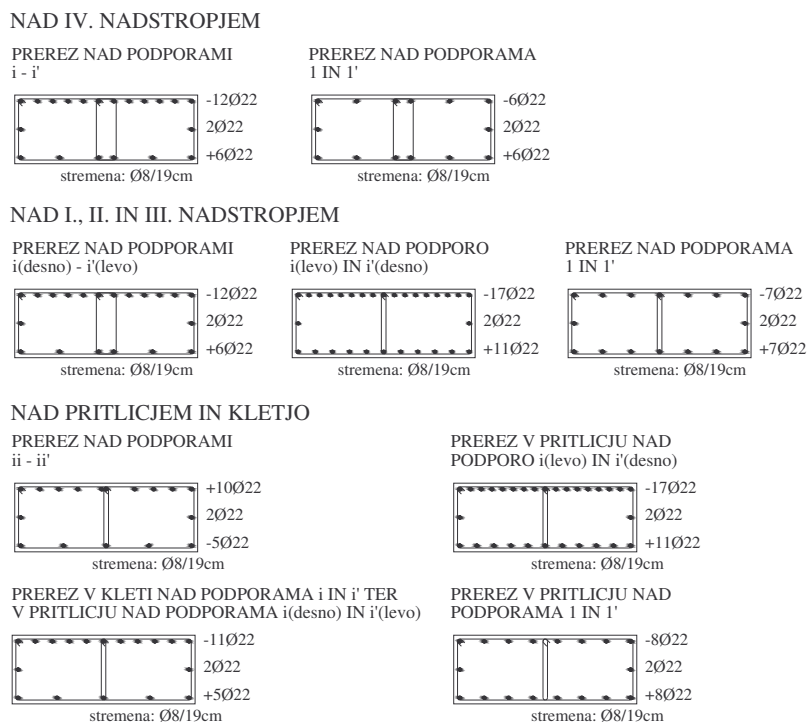 NAD IV. NADSTROPJEM
PREREZ NAD PODPORAMI
i - i'
-12Ø22
2Ø22
+6Ø22
stremena: Ø8/19cm
PREREZ NAD PODPORAMA
1 IN 1'
-6Ø22
2Ø22
+6Ø22
stremena: Ø8/19cm
NAD I., II. IN III. NADSTROPJEM
PREREZ NAD PODPORAMI
i(desno) - i'(levo)
-12Ø22
2Ø22
+6Ø22
stremena: Ø8/19cm
PREREZ NAD PODPORO
i(levo) IN i'(desno)
-17Ø22
2Ø22
+11Ø22
stremena: Ø8/19cm
PREREZ NAD PODPORAMA
1 IN 1'
-7Ø22
2Ø22
+7Ø22
stremena: Ø8/19cm
NAD PRITLICJEM IN KLETJO
PREREZ NAD PODPORAMI
ii - ii'
+10Ø22
2Ø22
-5Ø22
stremena: Ø8/19cm
PREREZ V PRITLICJU NAD
PODPORO i(levo) IN i'(desno)
-17Ø22
2Ø22
+11Ø22
stremena: Ø8/19cm
PREREZ V KLETI NAD PODPORAMA i IN i' TER
V PRITLICJU NAD PODPORAMA i(desno) IN i'(levo)
-11Ø22
2Ø22
+5Ø22
stremena: Ø8/19cm
PREREZ V PRITLICJU NAD
PODPORAMA 1 IN 1'
-8Ø22
2Ø22
+8Ø22
stremena: Ø8/19cm